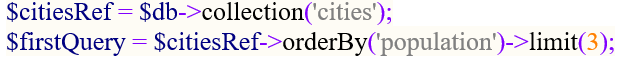 $citiesRef = $db->collection('cities');
$firstQuery = $citiesRef->orderBy('population')->limit(3);